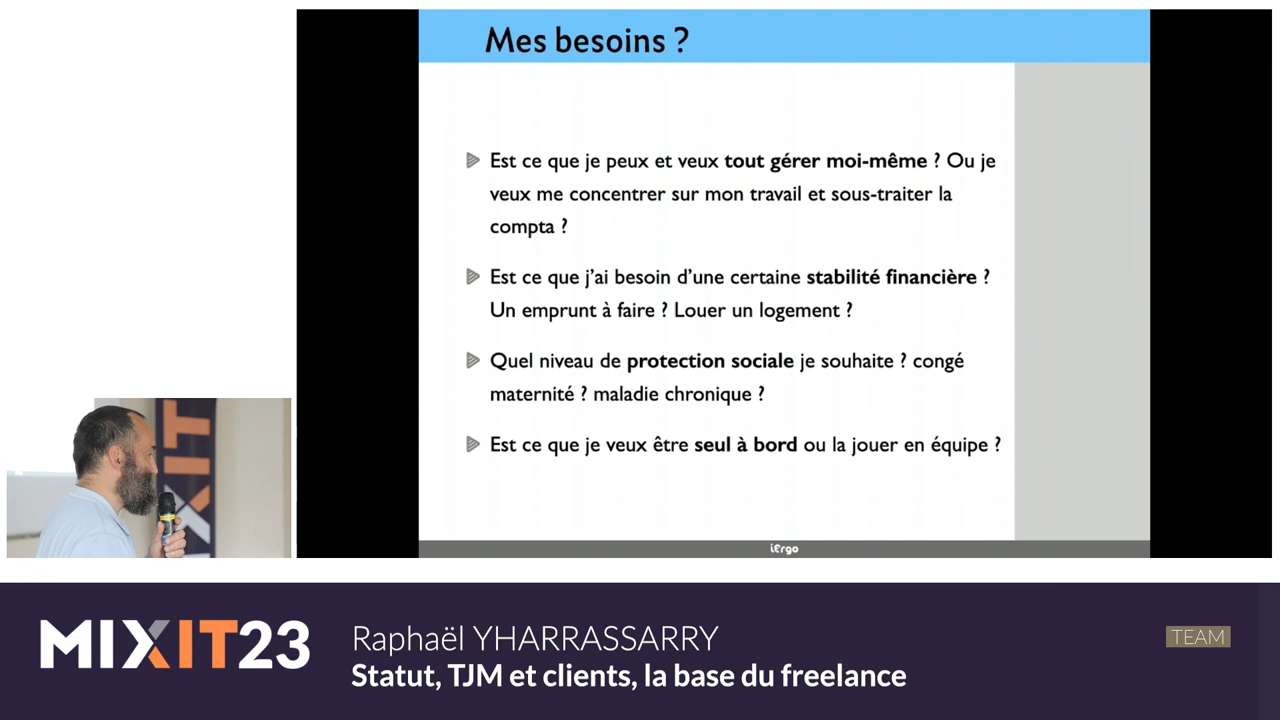 Mes besoins ?
Est ce que je peux et veux tout gérer moi-même ? Ou je
veux me concentrer sur mon travail et sous-traiter la
compta ?
Est ce que j'ai besoin d'une certaine stabilité financière ?
Un emprunt à faire ? Louer un logement ?
Quel niveau de protection sociale je souhaite ? congé
maternité ? maladie chronique ?
Est ce que je veux être seul à bord ou la jouer en équipe ?
iErgo
XIT
MIXIT23
Raphaël YHARRASSARRY
Statut, TJM et clients, la base du freelance
TEAM